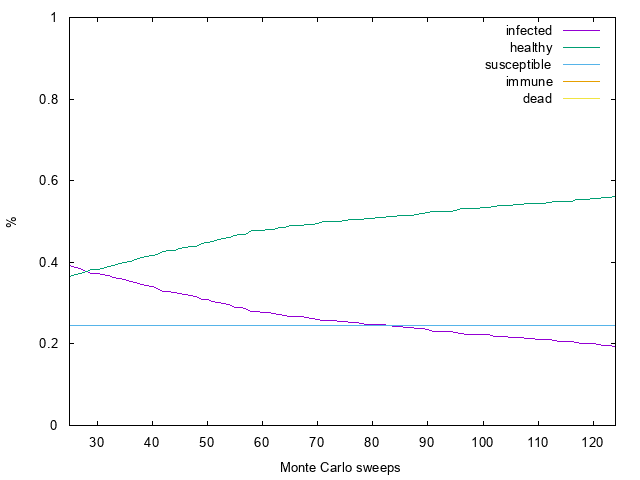 1
0.8
0.6
0.4
0.2
0
%
infected
healthy
susceptible
immune
dead
30 40 50 60 70 80 90 100 110 120
Monte Carlo sweeps